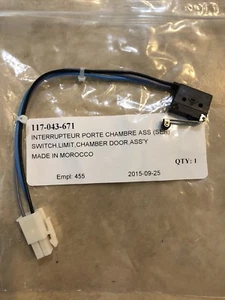 117-043-671
INTERRUPTEUR PORTE CHAMBRE ASS (SEB)
SWITCH,LIMIT,CHAMBER DOOR,ASS'Y
MADE IN MOROCCO
QTY: 1
Empl: 455
2015-09-25